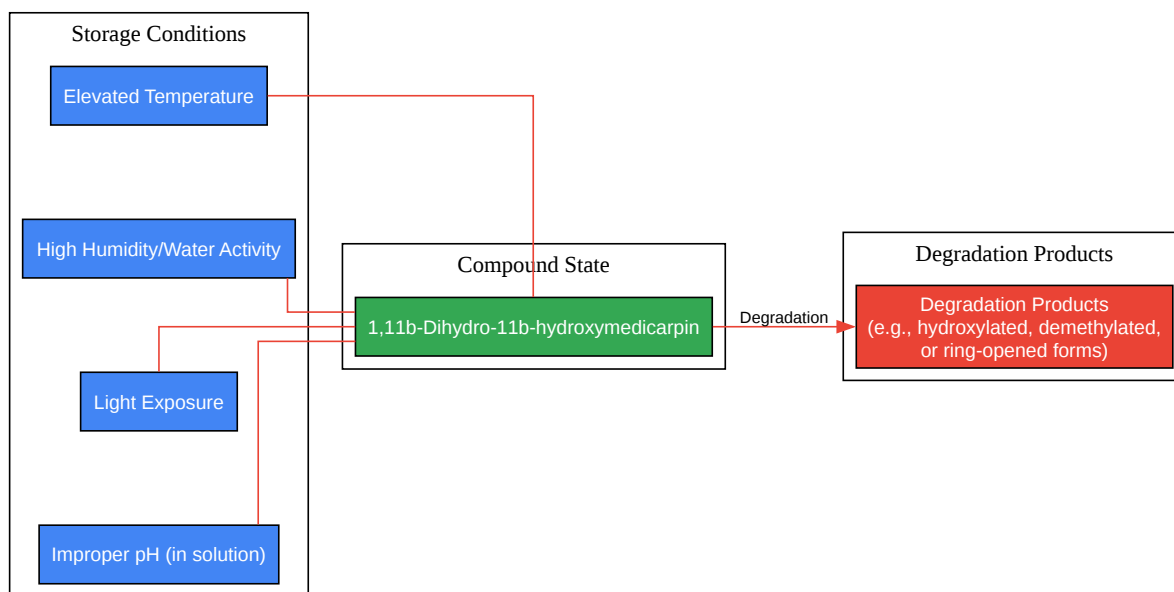 Storage Conditions
Elevated Temperature
High Humidity/Water Activity
Light Exposure
Improper pH (in solution)
Compound State
1,11b-Dihydro-11b-hydroxymedicarpin
Degradation
Degradation Products
Degradation Products
(e.g., hydroxylated, demethylated,
or ring-opened forms)